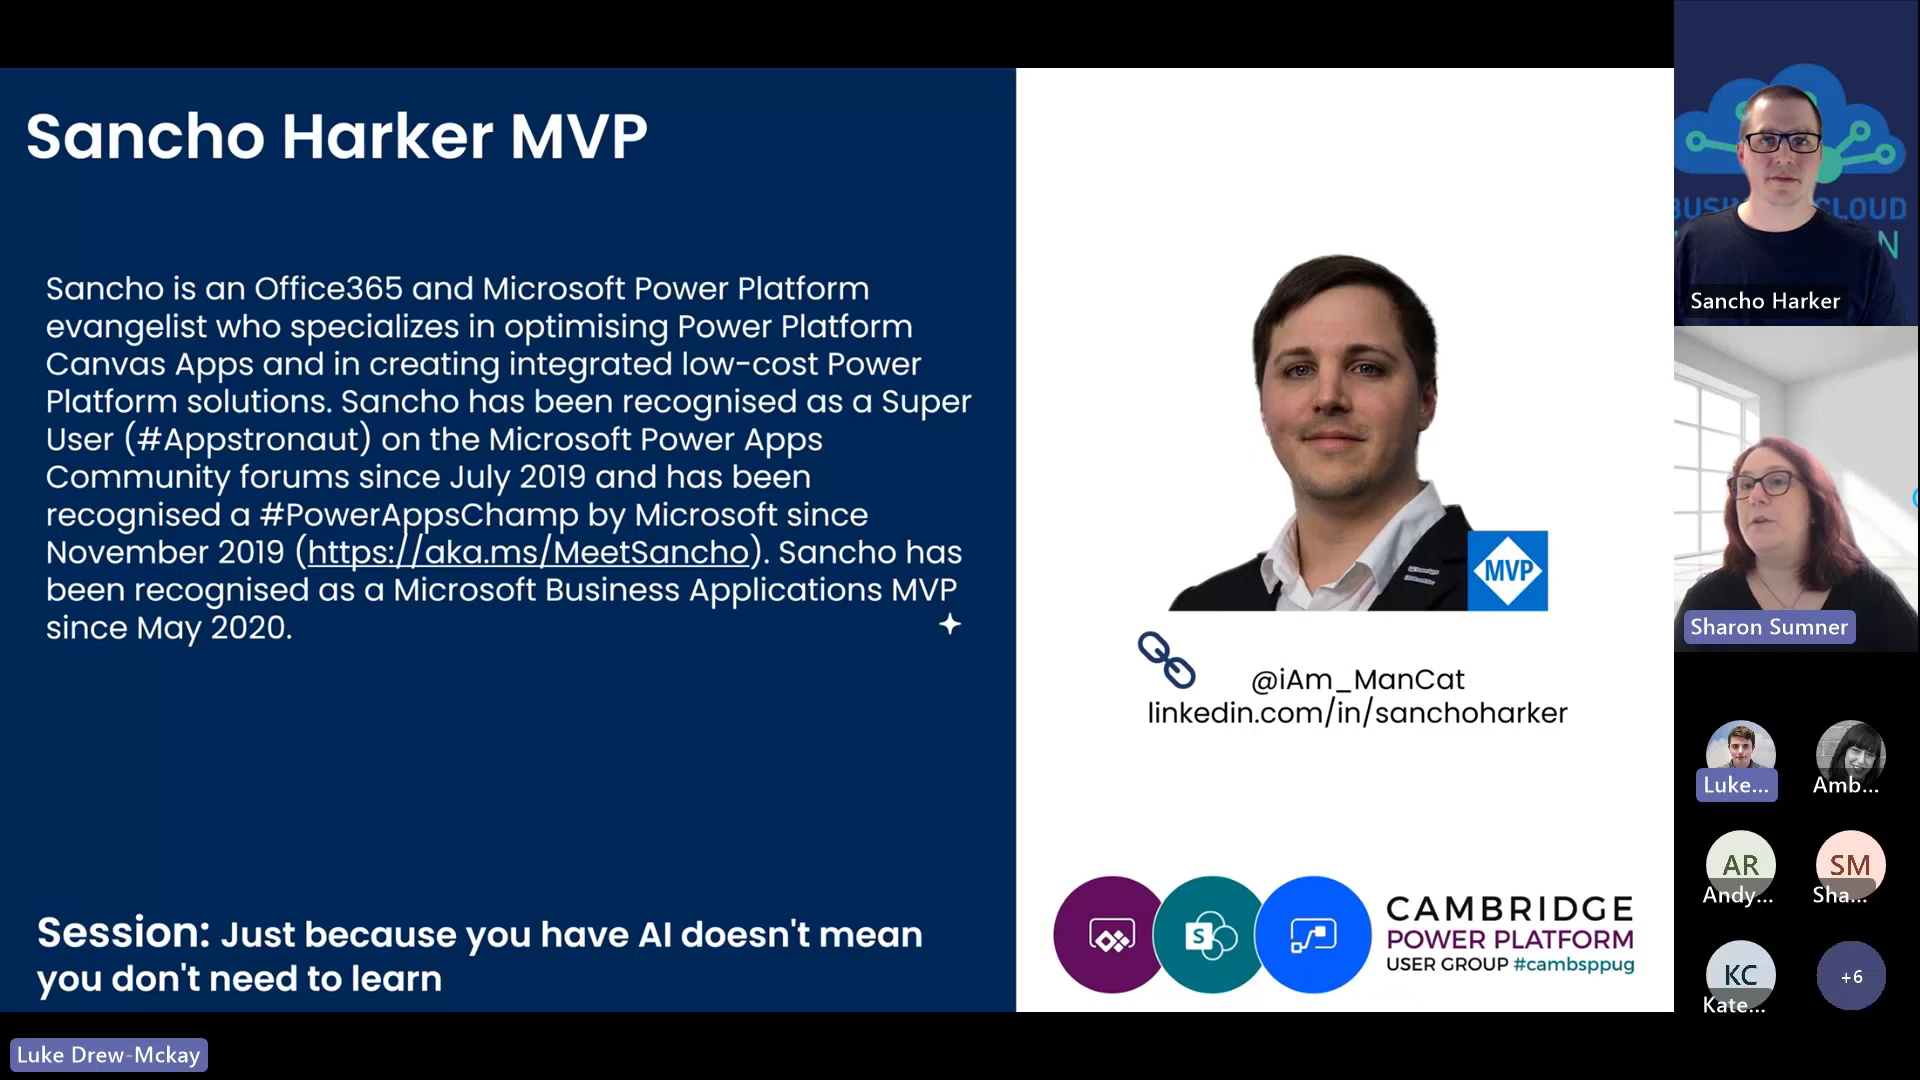 Sancho Harker MVP
Sancho is an Office365 and Microsoft Power Platform
evangelist who specializes in optimising Power Platform
Canvas Apps and in creating integrated low-cost Power
Platform solutions. Sancho has been recognised as a Super
User (#Appstronaut) on the Microsoft Power Apps
Community forums since July 2019 and has been
recognised a #PowerAppsChamp by Microsoft since
November 2019 (https://aka.ms/MeetSancho). Sancho has
been recognised as a Microsoft Business Applications MVP
since May 2020.
Session: Just because you have AI doesn't mean
you don't need to learn
MVP
@iAm_ManCat
linkedin.com/in/sanchoharker
S
CAMBRIDGE
POWER PLATFORM
USER GROUP #cambsppug
CLOUD
Sancho Harker
Sharon Sumner
Luke...
Amb...
AR
Andy...
SM
Sha...
KC
Kate...
+6
Luke Drew-Mckay